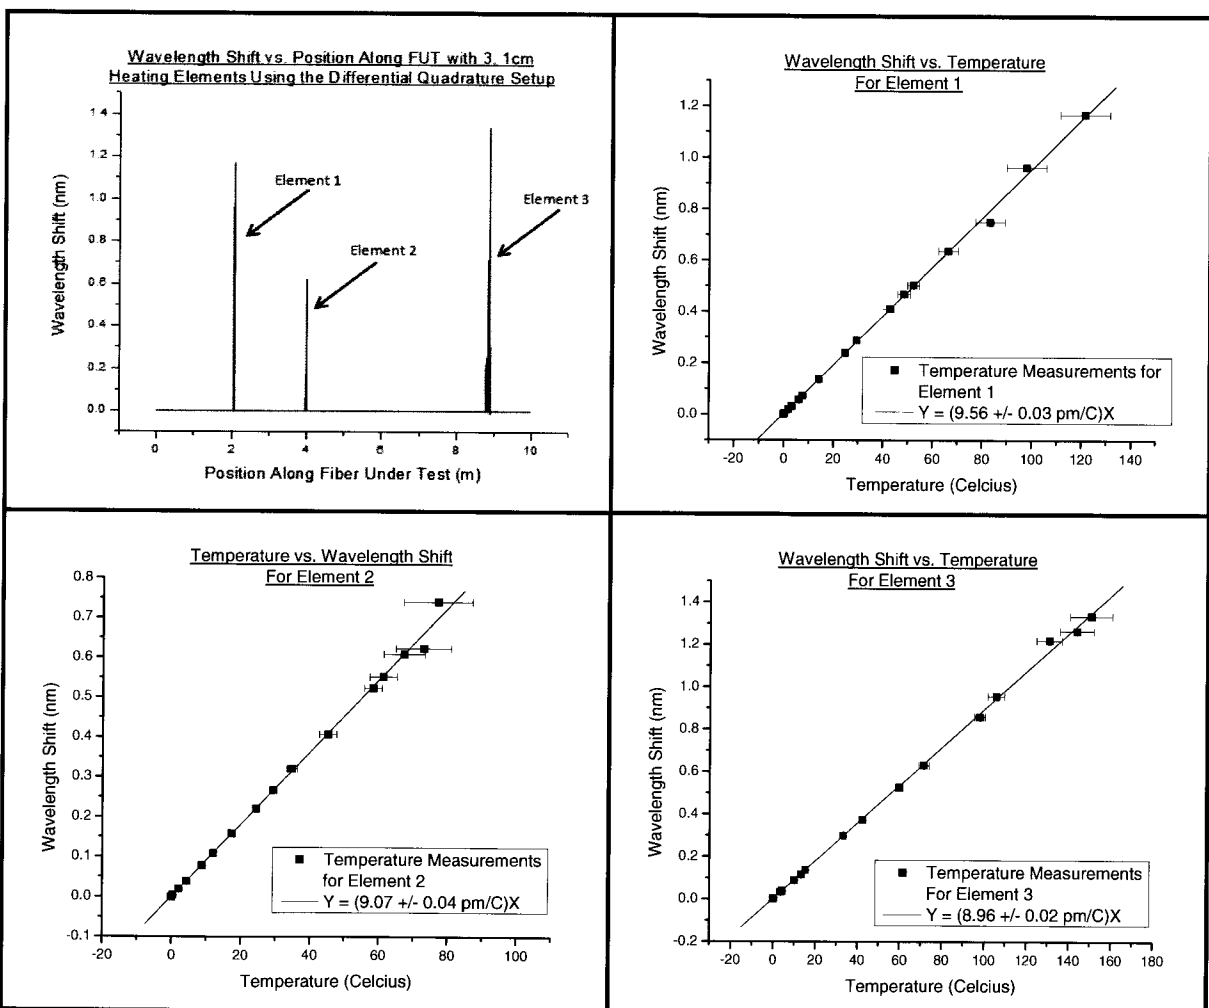 Wavelength Shift vs. Position Along FUT with 3, 1cm
Heating Elements Using the Differential Quadrature Setup
1.4
1.2
1.0
0.8
0.6
0.4
0.2
0.0
Wavelength Shift (nm)
Element 1
Element 2
Element 3
0 2 4 6 8 10
Position Along Fiber Under Test (m)
Wavelength Shift vs. Temperature
For Element 1
1.2
1.0
0.8
0.6
0.4
0.2
0.0
Wavelength Shift (nm)
Temperature Measurements for
Element 1
Y = (9.56 +/- 0.03 pm/C)X
-20 0 20 40 60 80 100 120 140
Temperature (Celcius)
Temperature vs. Wavelength Shift
For Element 2
0.8
0.7
0.6
0.5
0.4
0.3
0.2
0.1
0.0
-0.1
Wavelength Shift (nm)
Temperature Measurements
for Element 2
Y = (9.07 +/- 0.04 pm/C)X
-20 0 20 40 60 80 100
Temperature (Celcius)
Wavelength Shift vs. Temperature
For Element 3
1.4
1.2
1.0
0.8
0.6
0.4
0.2
0.0
-0.2
Wavelength Shift (nm)
Temperature Measurements
For Element 3
Y = (8.96 +/- 0.02 pm/C)X
-20 0 20 40 60 80 100 120 140 160 180
Temperature (Celcius)